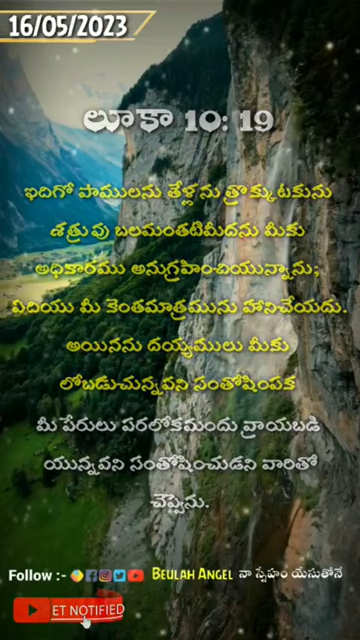 16/05/2023
లూకా 10: 19
ఇదిగో పాములను తేళ్లను త్రొక్కుటకును
శత్రువు బలమంతటిమీదను మీకు
అధికారము అనుగ్రహించియున్నాను;
ఏదియు మీ కెంతమాత్రమును హానిచేయదు.
అయినను దయ్యములు మీకు
లోబడుచున్నవని సంతోషింపక
మీ పేరులు పరలోకమందు వ్రాయబడి
యున్నవని సంతోషించుడని వారితో
చెప్పెను.
Follow :- BEULAH ANGEL నా స్నేహం యేసుతోనే
ET NOTIFIED